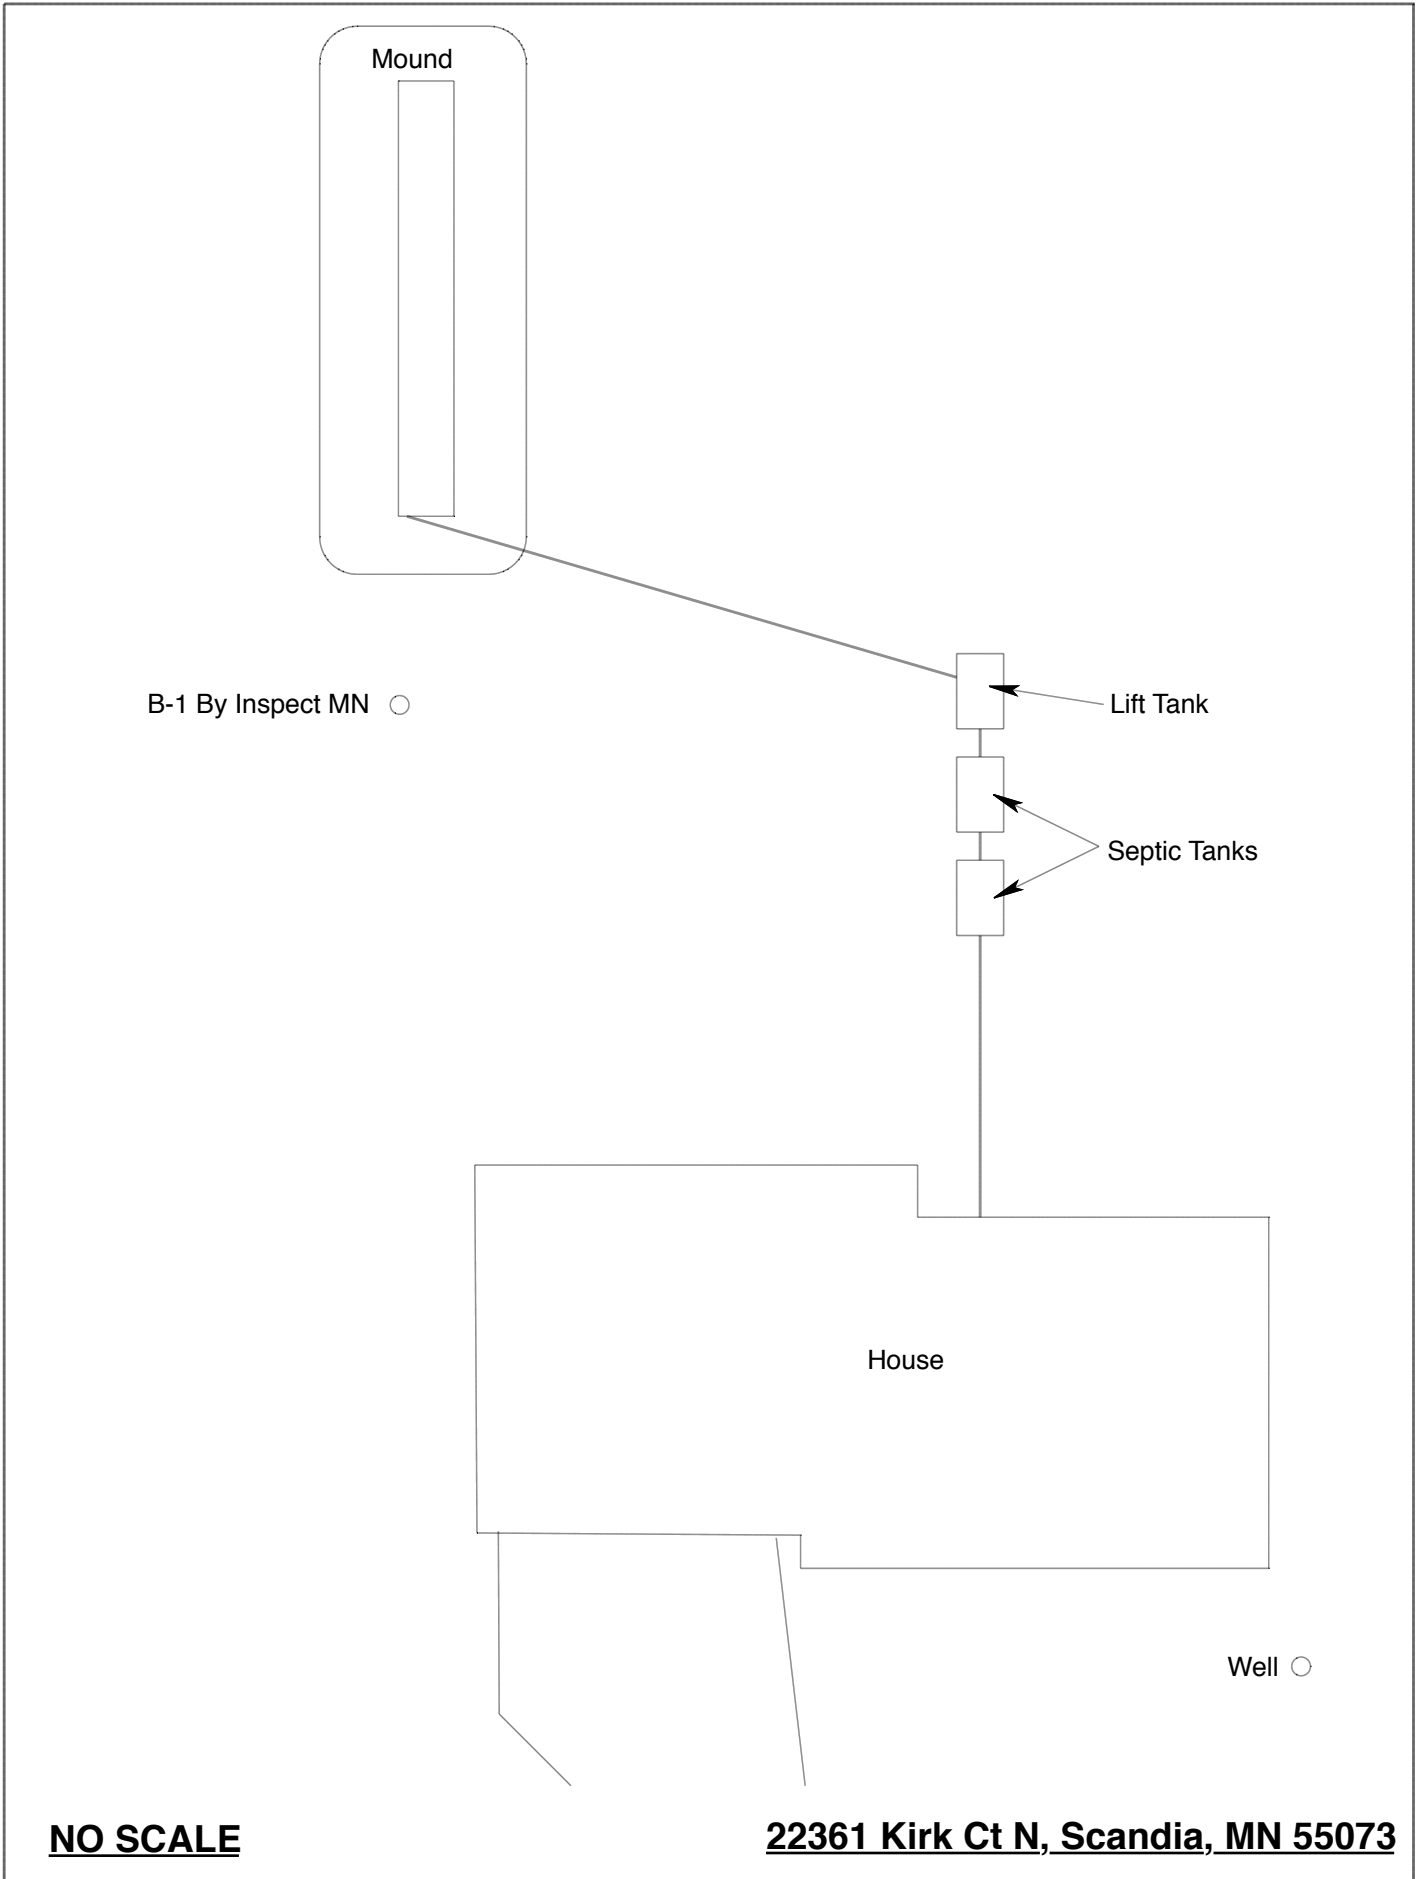 Mound
B-1 By Inspect MN
Lift Tank
Septic Tanks
House
Well
NO SCALE
22361 Kirk Ct N, Scandia, MN 55073